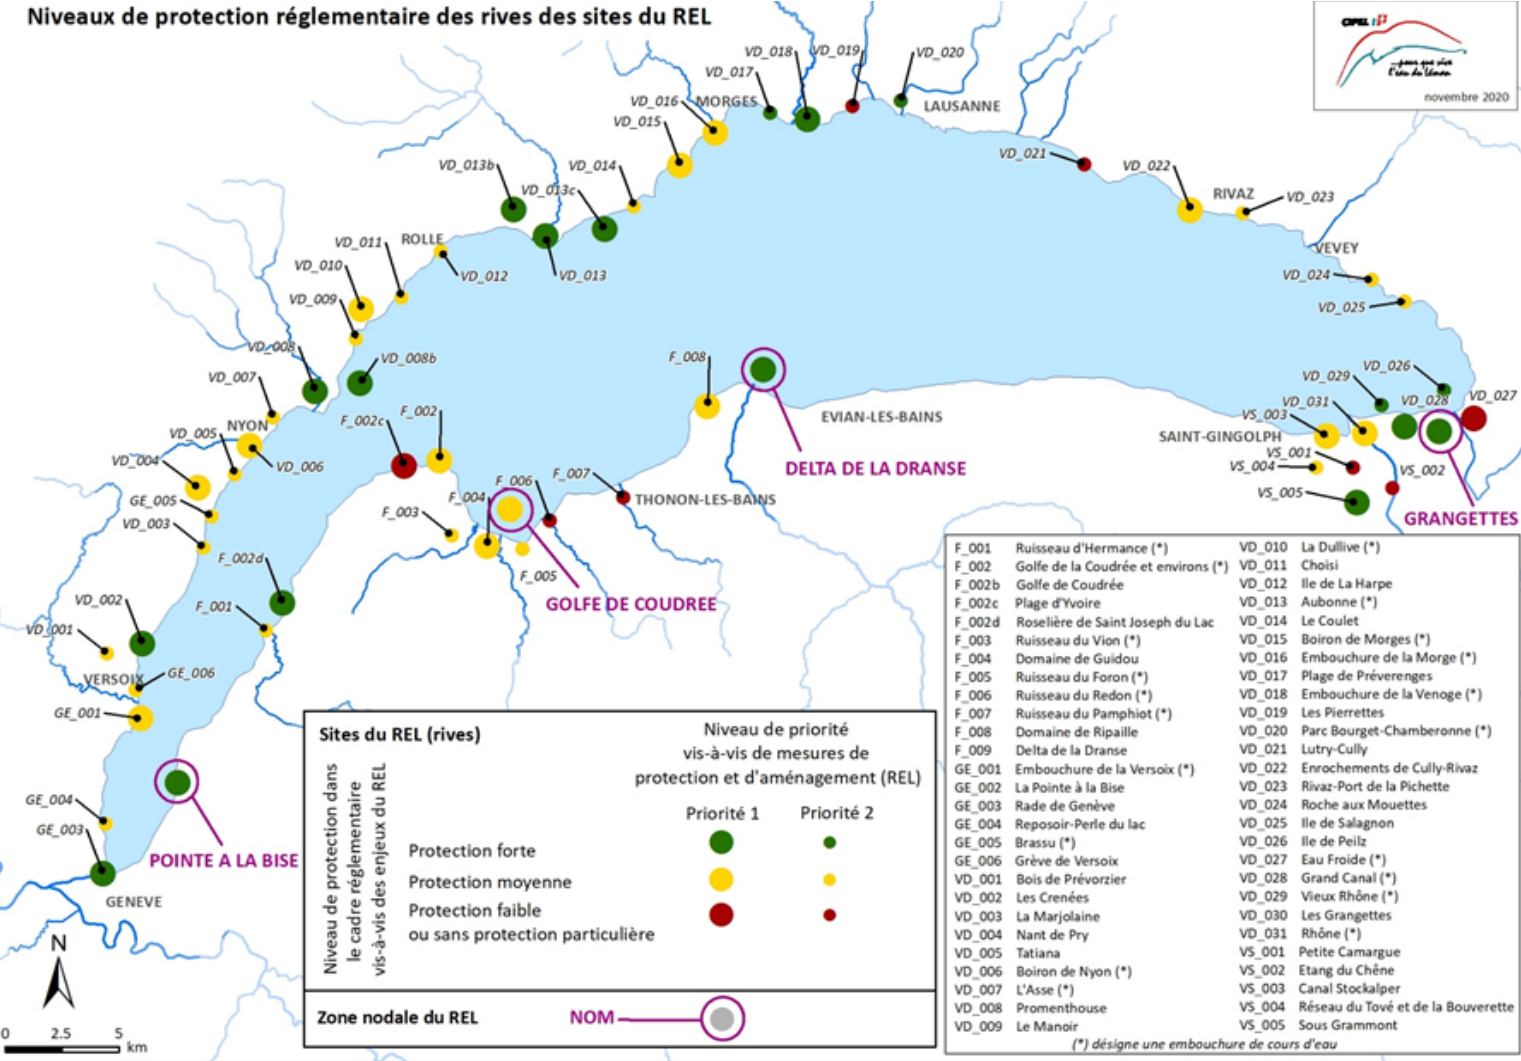 Niveaux de protection réglementaire des rives des sites du REL
CIPEL
...pour que vive
l'eau du Léman
novembre 2020
VD_018
VD_019
VD_020
VD_017
VD_016
MORGES
LAUSANNE
VD_015
VD_021
VD_022
VD_013b
VD_013c
VD_014
RIVAZ
VD_023
VD_011
ROLLE
VEVEY
VD_010
VD_012
VD_013
VD_024
VD_009
VD_025
VD_008
VD_008b
F_008
VD_007
VD_026
VD_029
VD_027
VD_031
VD_028
NYON
F_002c
F_002
VS_003
EVIAN-LES-BAINS
VD_005
SAINT-GINGOLPH
VD_004
VD_006
DELTA DE LA DRANSE
VS_001
VS_004
VS_002
F_006
F_007
GE_005
F_004
VS_005
THONON-LES-BAINS
F_003
GRANGETTES
VD_003
F_002d
F_005
VD_002
F_001
GOLFE DE COUDREE
VD_001
VERSOIX
GE_006
GE_001
GE_004
GE_003
POINTE A LA BISE
GENEVE
N
0 2.5 5
km
Sites du REL (rives)
Niveau de priorité
vis-à-vis de mesures de
protection et d'aménagement (REL)
Niveau de protection dans
le cadre réglementaire
vis-à-vis des enjeux du REL
Priorité 1 Priorité 2
Protection forte
Protection moyenne
Protection faible
ou sans protection particulière
Zone nodale du REL NOM
F_001 Ruisseau d'Hermance (*) VD_010 La Dullive (*)
F_002 Golfe de la Coudrée et environs (*) VD_011 Choisi
F_002b Golfe de Coudrée VD_012 Ile de La Harpe
F_002c Plage d'Yvoire VD_013 Aubonne (*)
F_002d Roselière de Saint Joseph du Lac VD_014 Le Coulet
F_003 Ruisseau du Vion (*) VD_015 Boiron de Morges (*)
F_004 Domaine de Guidou VD_016 Embouchure de la Morge (*)
F_005 Ruisseau du Foron (*) VD_017 Plage de Préverenges
F_006 Ruisseau du Redon (*) VD_018 Embouchure de la Venoge (*)
F_007 Ruisseau du Pamphiot (*) VD_019 Les Pierrettes
F_008 Domaine de Ripaille VD_020 Parc Bourget-Chamberonne (*)
F_009 Delta de la Dranse VD_021 Lutry-Cully
GE_001 Embouchure de la Versoix (*) VD_022 Enrochements de Cully-Rivaz
GE_002 La Pointe à la Bise VD_023 Rivaz-Port de la Pichette
GE_003 Rade de Genève VD_024 Roche aux Mouettes
GE_004 Reposoir-Perle du lac VD_025 Ile de Salagnon
GE_005 Brassu (*) VD_026 Ile de Peilz
GE_006 Grève de Versoix VD_027 Eau Froide (*)
VD_001 Bois de Prévorzier VD_028 Grand Canal (*)
VD_002 Les Crenées VD_029 Vieux Rhône (*)
VD_003 La Marjolaine VD_030 Les Grangettes
VD_004 Nant de Pry VD_031 Rhône (*)
VD_005 Tatiana VS_001 Petite Camargue
VD_006 Boiron de Nyon (*) VS_002 Etang du Chêne
VD_007 L'Asse (*) VS_003 Canal Stockalper
VD_008 Promenthouse VS_004 Réseau du Tové et de la Bouverette
VD_009 Le Manoir VS_005 Sous Grammont
(*) désigne une embouchure de cours d'eau